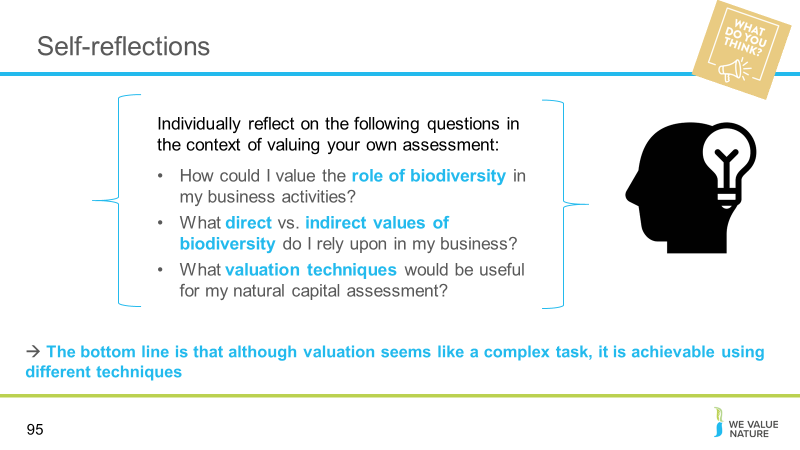 Self-reflections
WHAT
DO YOU
THINK?
Individually reflect on the following questions in
the context of valuing your own assessment:
• How could I value the role of biodiversity in
my business activities?
• What direct vs. indirect values of
biodiversity do I rely upon in my business?
• What valuation techniques would be useful
for my natural capital assessment?
→ The bottom line is that although valuation seems like a complex task, it is achievable using
different techniques
95
WE VALUE
NATURE